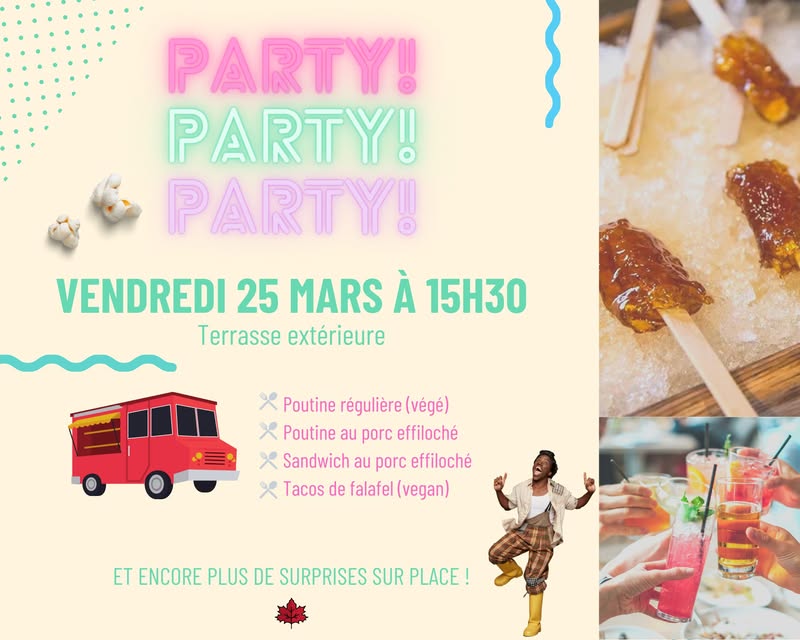 PARTY!
PARTY!
PARTY!
VENDREDI 25 MARS À 15H30
Terrasse extérieure
Poutine régulière (végé)
Poutine au porc effiloché
Sandwich au porc effiloché
Tacos de falafel (vegan)
ET ENCORE PLUS DE SURPRISES SUR PLACE !